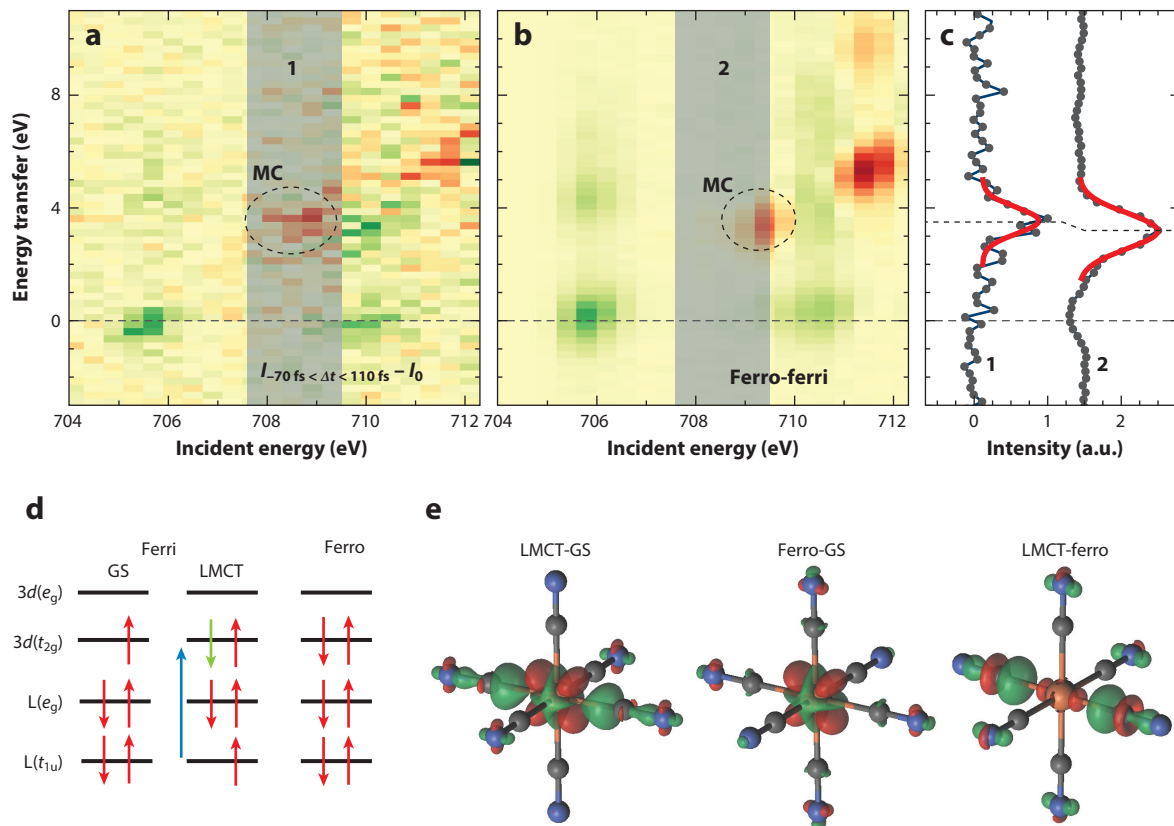 a
b
c
1
2
MC
MC
I–70 fs < Δt < 110 fs – I0
Ferro-ferri
1
2
Energy transfer (eV)
0
4
8
704
706
708
710
712
Incident energy (eV)
704
706
708
710
712
Incident energy (eV)
0
1
2
Intensity (a.u.)
d
e
Ferri
Ferro
GS
LMCT
3d(eg)
3d(t2g)
L(eg)
L(t1u)
LMCT-GS
Ferro-GS
LMCT-ferro